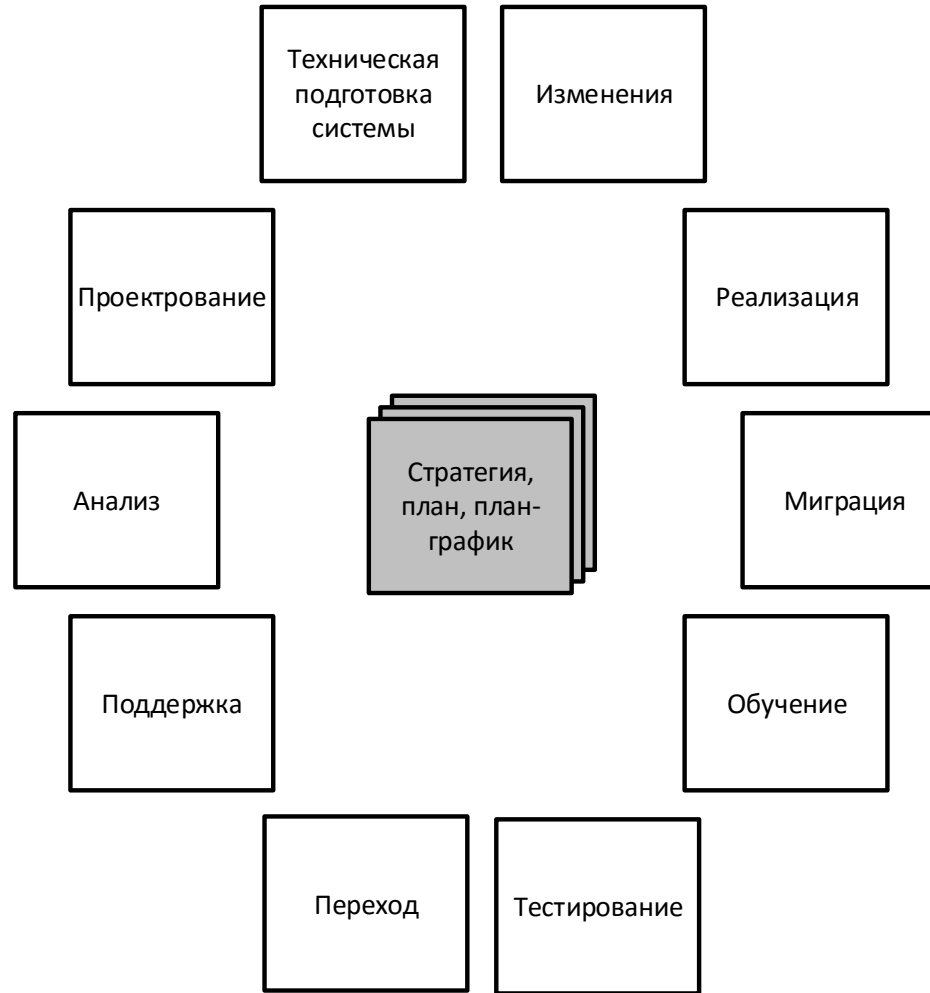 Техническая
подготовка
системы
Изменения
Проектрование
Реализация
Анализ
Стратегия,
план, план-
график
Миграция
Поддержка
Обучение
Переход
Тестирование